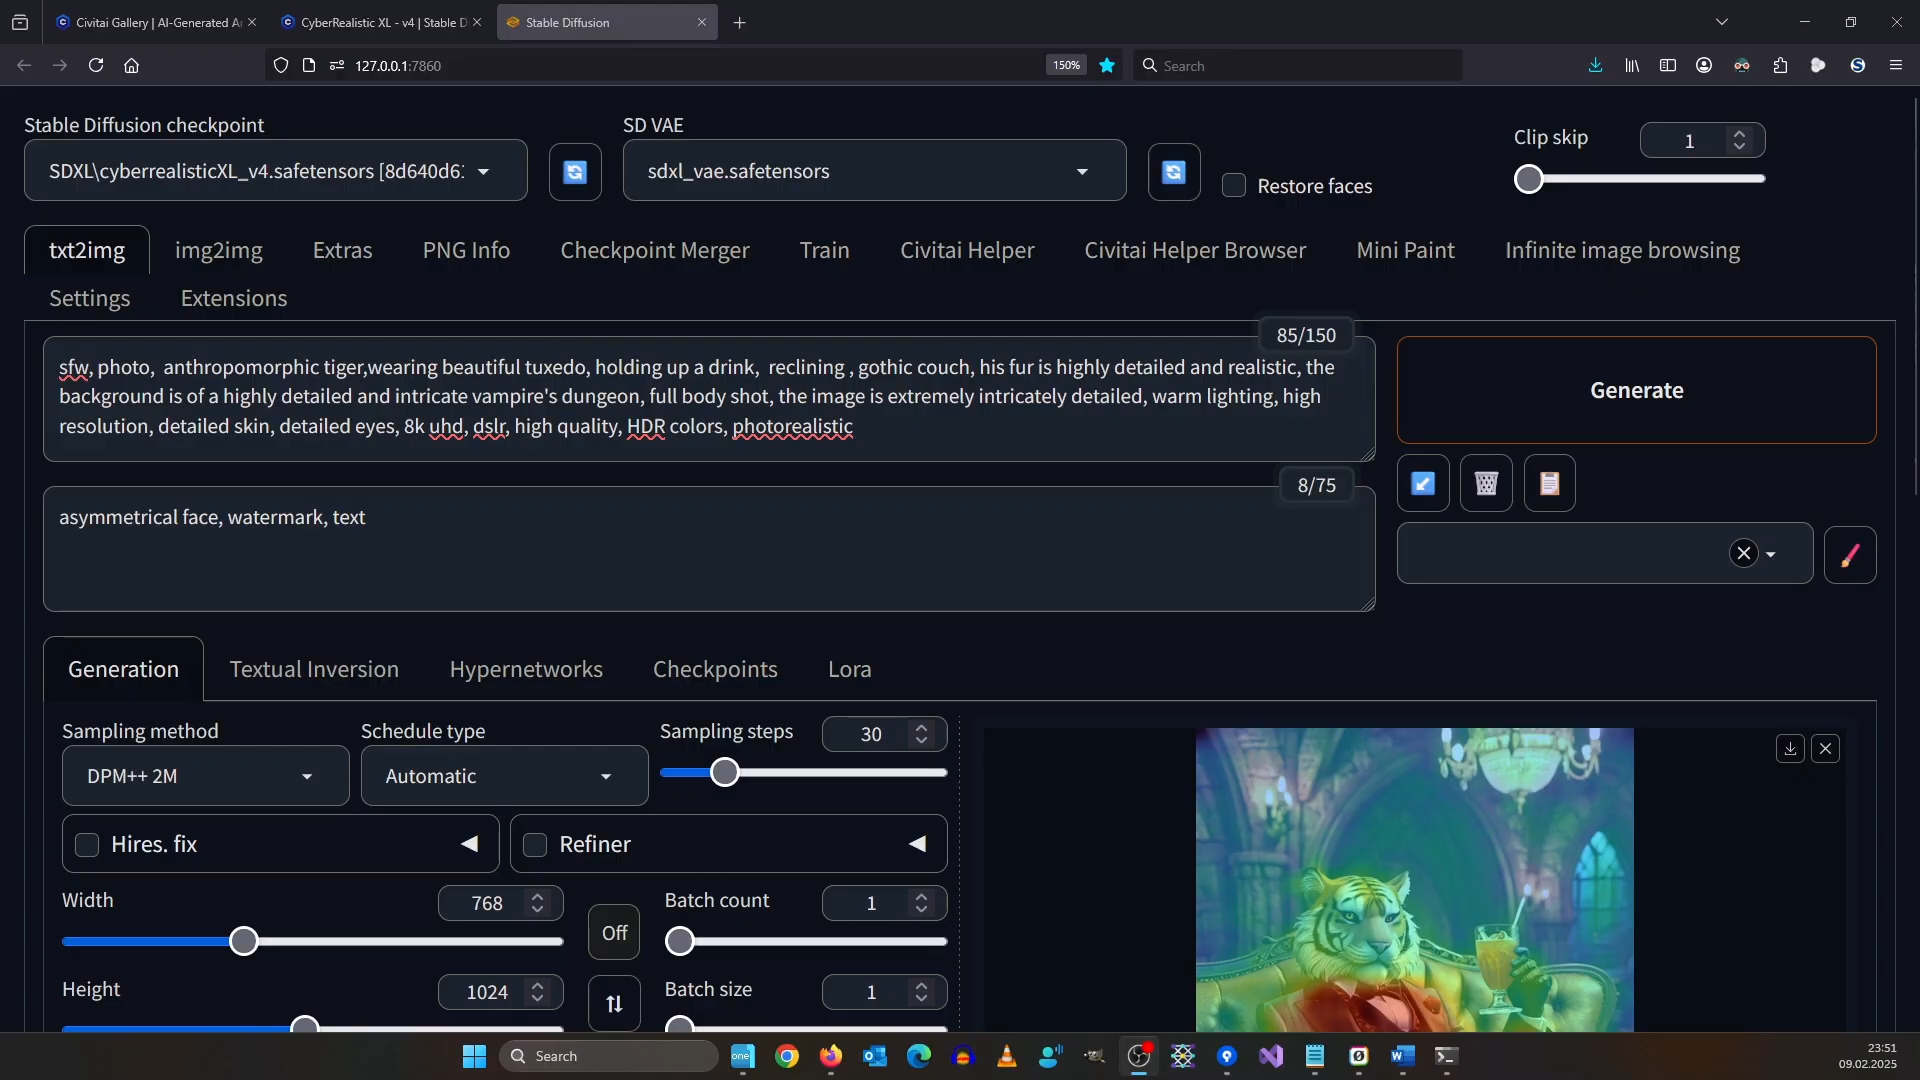 Civitai Gallery | AI-Generated Ar
CyberRealistic XL - v4 | Stable D
Stable Diffusion
127.0.0.1:7860
150%
Search
Stable Diffusion checkpoint
SD VAE
Clip skip
1
SDXL\cyberrealisticXL_v4.safetensors [8d640d61
sdxl_vae.safetensors
Restore faces
txt2img
img2img
Extras
PNG Info
Checkpoint Merger
Train
Civitai Helper
Civitai Helper Browser
Mini Paint
Infinite image browsing
Settings
Extensions
85/150
sfw, photo,  anthropomorphic tiger,wearing beautiful tuxedo, holding up a drink,  reclining , gothic couch, his fur is highly detailed and realistic, the
background is of a highly detailed and intricate vampire's dungeon, full body shot, the image is extremely intricately detailed, warm lighting, high
resolution, detailed skin, detailed eyes, 8k uhd, dslr, high quality, HDR colors, photorealistic
Generate
8/75
asymmetrical face, watermark, text
Generation
Textual Inversion
Hypernetworks
Checkpoints
Lora
Sampling method
Schedule type
Sampling steps
30
DPM++ 2M
Automatic
Hires. fix
Refiner
Width
768
Off
Batch count
1
Height
1024
Batch size
1
Search
one
23:51
09.02.2025